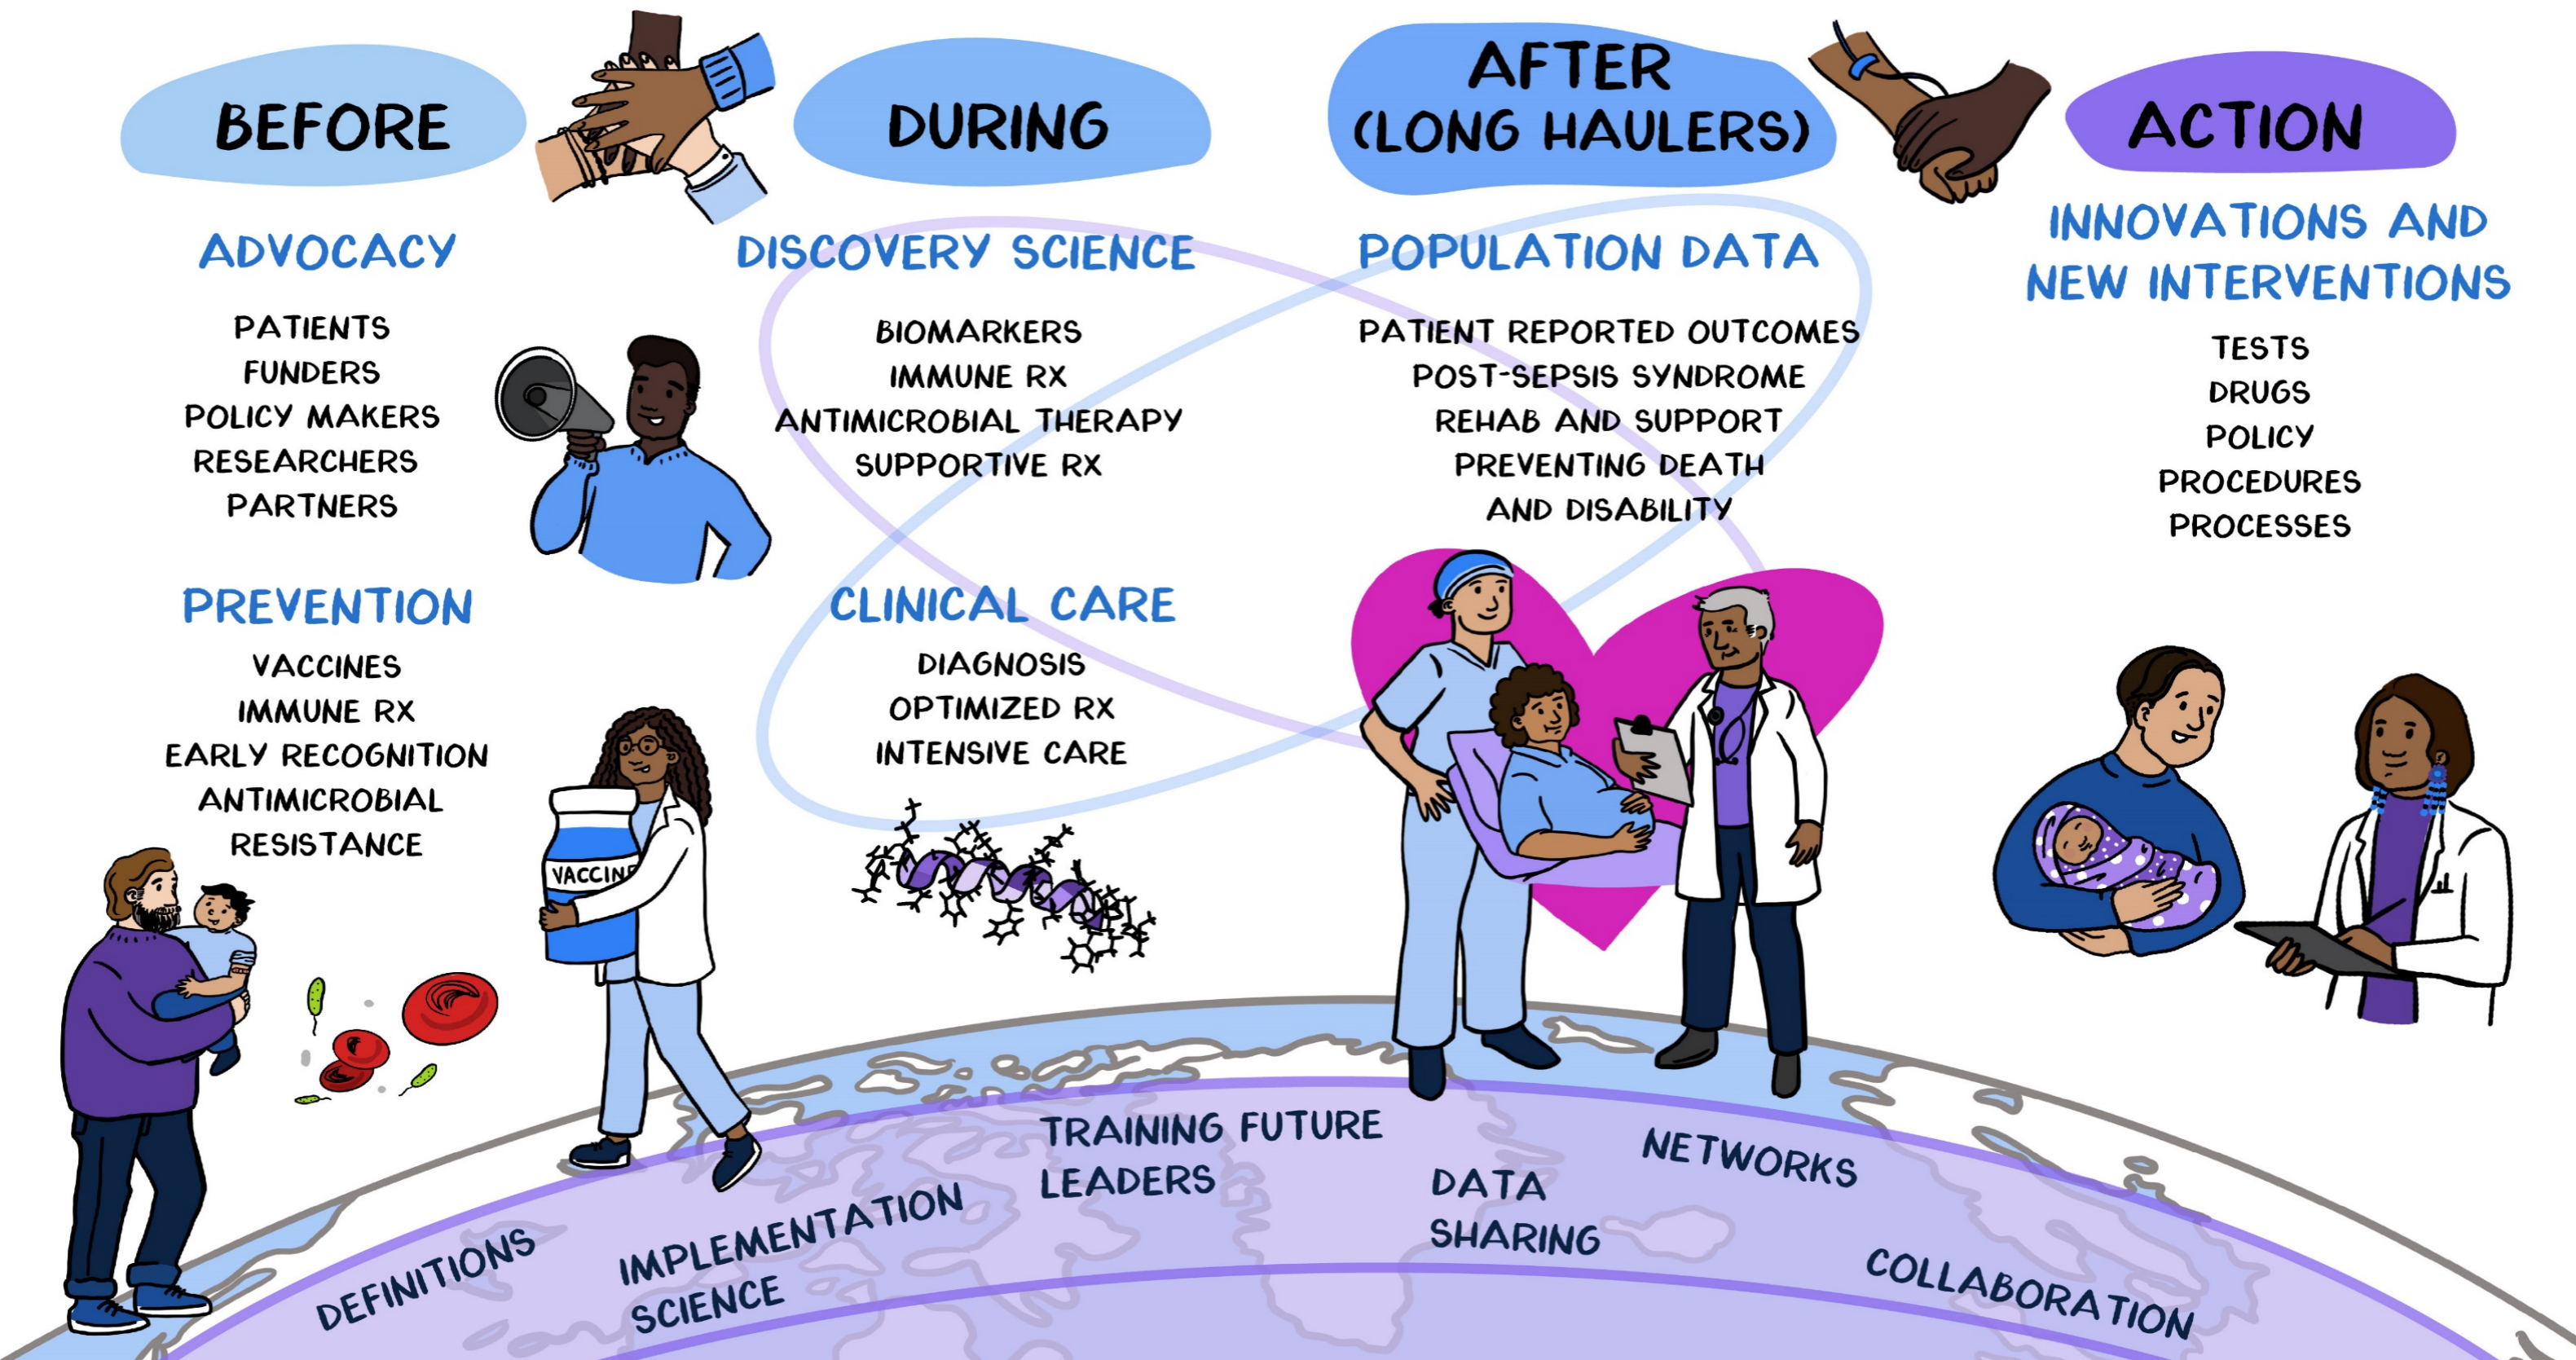 BEFORE
ADVOCACY
PATIENTS
FUNDERS
POLICY MAKERS
RESEARCHERS
PARTNERS
PREVENTION
VACCINES
IMMUNE RX
EARLY RECOGNITION
ANTIMICROBIAL
RESISTANCE
VACCINE
DURING
DISCOVERY SCIENCE
BIOMARKERS
IMMUNE RX
ANTIMICROBIAL THERAPY
SUPPORTIVE RX
CLINICAL CARE
DIAGNOSIS
OPTIMIZED RX
INTENSIVE CARE
AFTER
(LONG HAULERS)
POPULATION DATA
PATIENT REPORTED OUTCOMES
POST-SEPSIS SYNDROME
REHAB AND SUPPORT
PREVENTING DEATH
AND DISABILITY
ACTION
INNOVATIONS AND
NEW INTERVENTIONS
TESTS
DRUGS
POLICY
PROCEDURES
PROCESSES
DEFINITIONS
IMPLEMENTATION
SCIENCE
TRAINING FUTURE
LEADERS
DATA
SHARING
NETWORKS
COLLABORATION